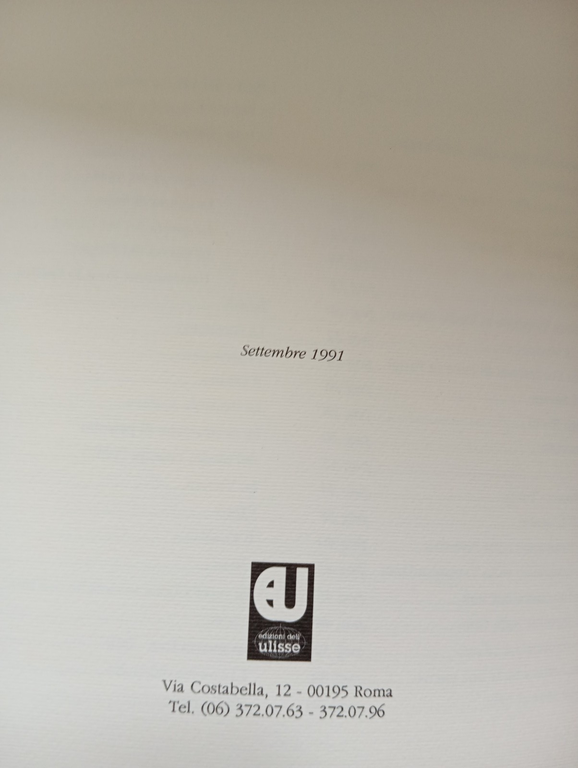 Settembre 1991
eu
edizioni dell'
ulisse
Via Costabella, 12 - 00195 Roma
Tel. (06) 372.07.63 - 372.07.96